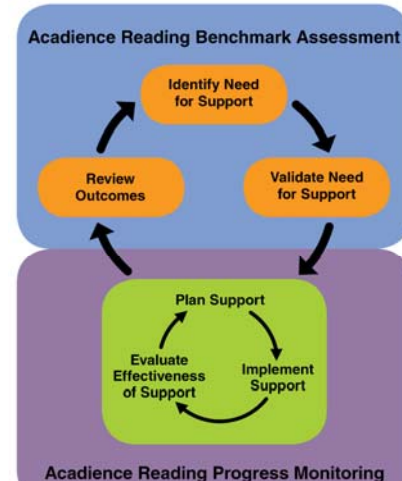 Acadience Reading Benchmark Assessment
Identify Need
for Support
Review
Outcomes
Validate Need
for Support
Plan Support
Evaluate
Effectiveness
of Support
Implement
Support
Acadience Reading Progress Monitoring